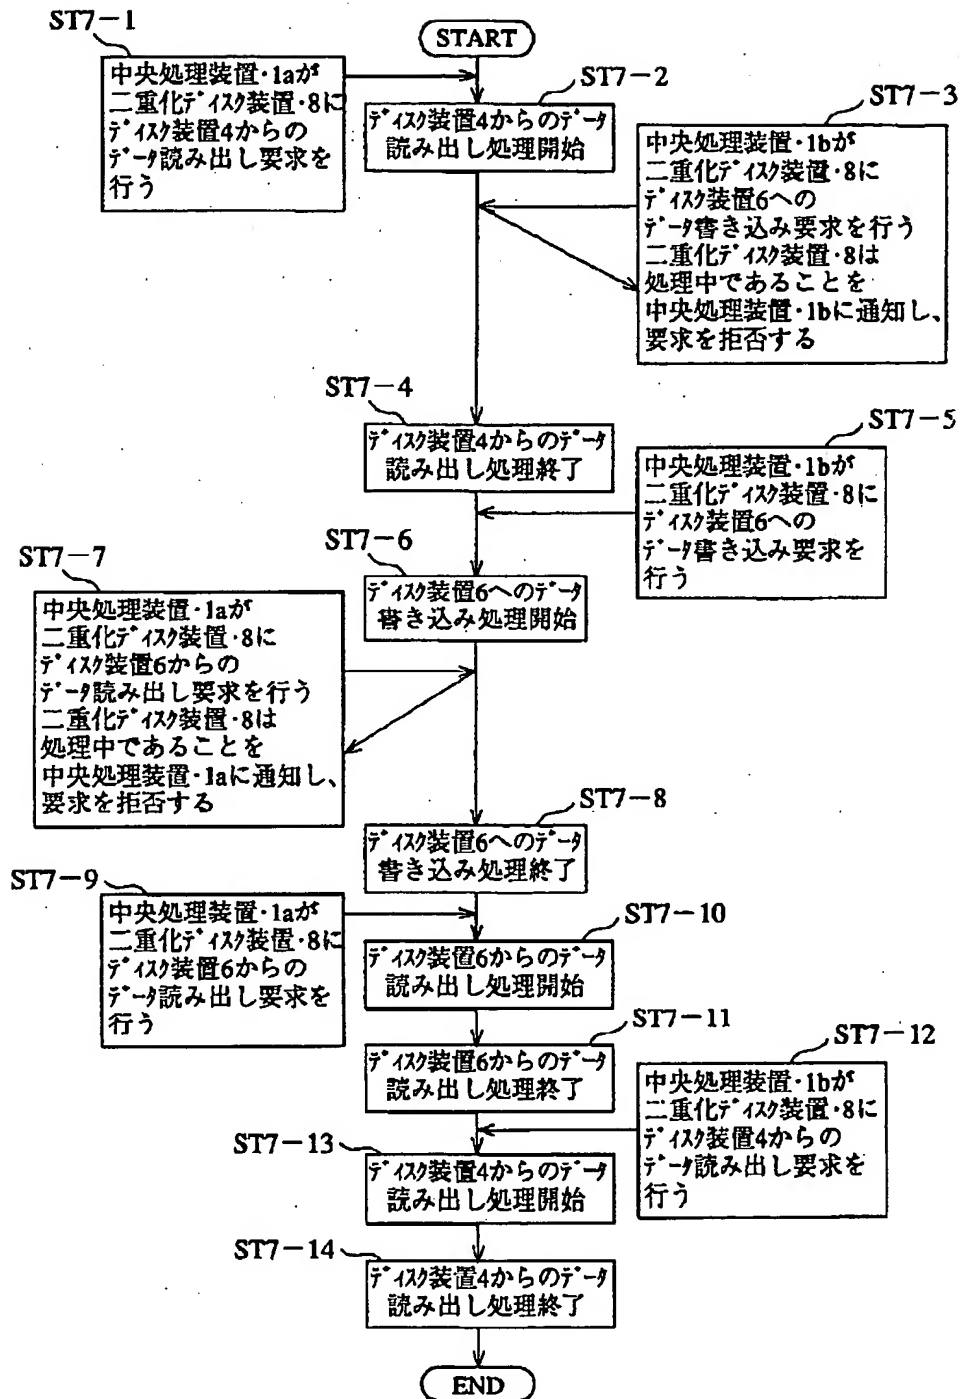 ST7-1
START
中央処理装置・1aが
二重化ディスク装置・8に
ディスク装置4からの
データ読み出し要求を
行う
ST7-2
ディスク装置4からのデータ
読み出し処理開始
ST7-3
中央処理装置・1bが
二重化ディスク装置・8に
ディスク装置6への
データ書き込み要求を行う
二重化ディスク装置・8は
処理中であることを
中央処理装置・1bに通知し、
要求を拒否する
ST7-4
ディスク装置4からのデータ
読み出し処理終了
ST7-5
中央処理装置・1bが
二重化ディスク装置・8に
ディスク装置6への
データ書き込み要求を
行う
ST7-6
ディスク装置6へのデータ
書き込み処理開始
ST7-7
中央処理装置・1aが
二重化ディスク装置・8に
ディスク装置6からの
データ読み出し要求を行う
二重化ディスク装置・8は
処理中であることを
中央処理装置・1aに通知し、
要求を拒否する
ST7-8
ディスク装置6へのデータ
書き込み処理終了
ST7-9
中央処理装置・1aが
二重化ディスク装置・8に
ディスク装置6からの
データ読み出し要求を
行う
ST7-10
ディスク装置6からのデータ
読み出し処理開始
ST7-11
ディスク装置6からのデータ
読み出し処理終了
ST7-12
中央処理装置・1bが
二重化ディスク装置・8に
ディスク装置4からの
データ読み出し要求を
行う
ST7-13
ディスク装置4からのデータ
読み出し処理開始
ST7-14
ディスク装置4からのデータ
読み出し処理終了
END